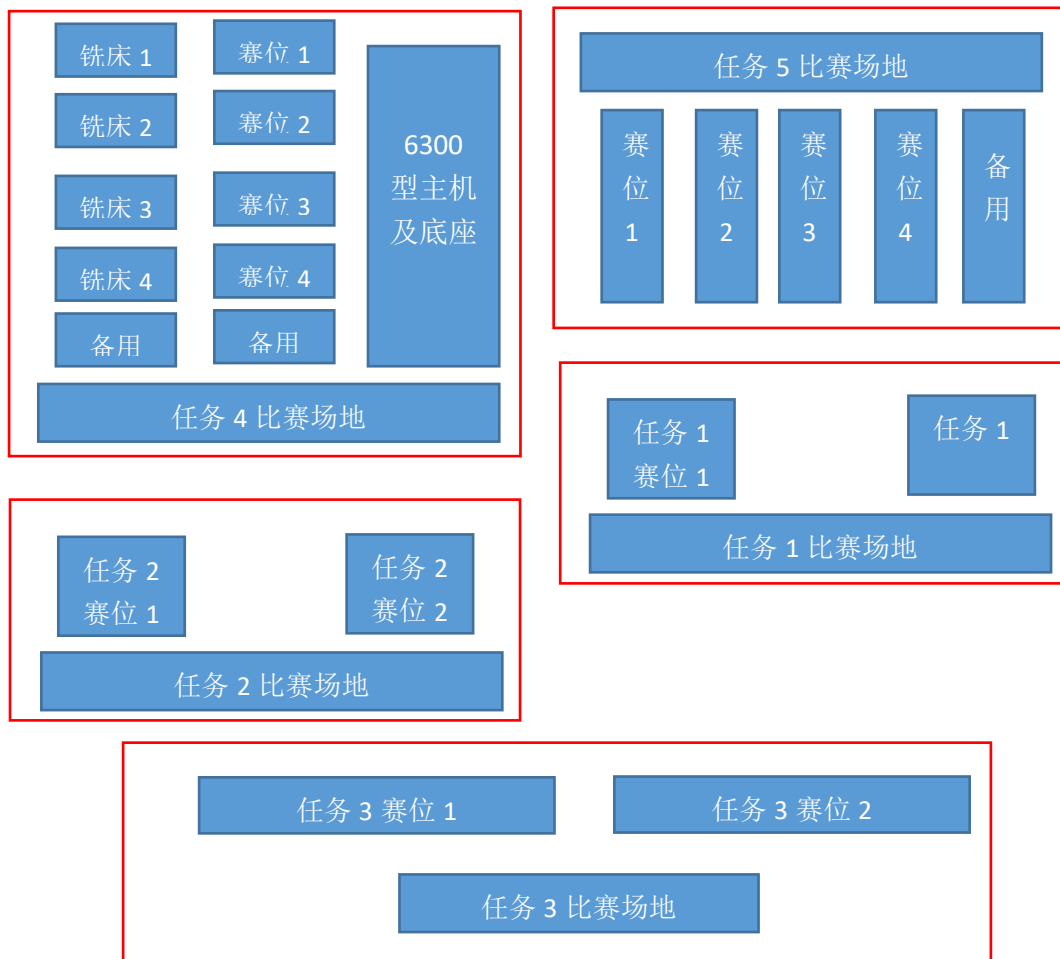 铣床 1
赛位 1
铣床 2
赛位 2
铣床 3
赛位 3
铣床 4
赛位 4
备用
备用
6300
型主机
及底座
任务 4 比赛场地
任务 5 比赛场地
赛
位
1
赛
位
2
赛
位
3
赛
位
4
备
用
任务 1
赛位 1
任务 1
任务 1 比赛场地
任务 2
赛位 1
任务 2
赛位 2
任务 2 比赛场地
任务 3 赛位 1
任务 3 赛位 2
任务 3 比赛场地